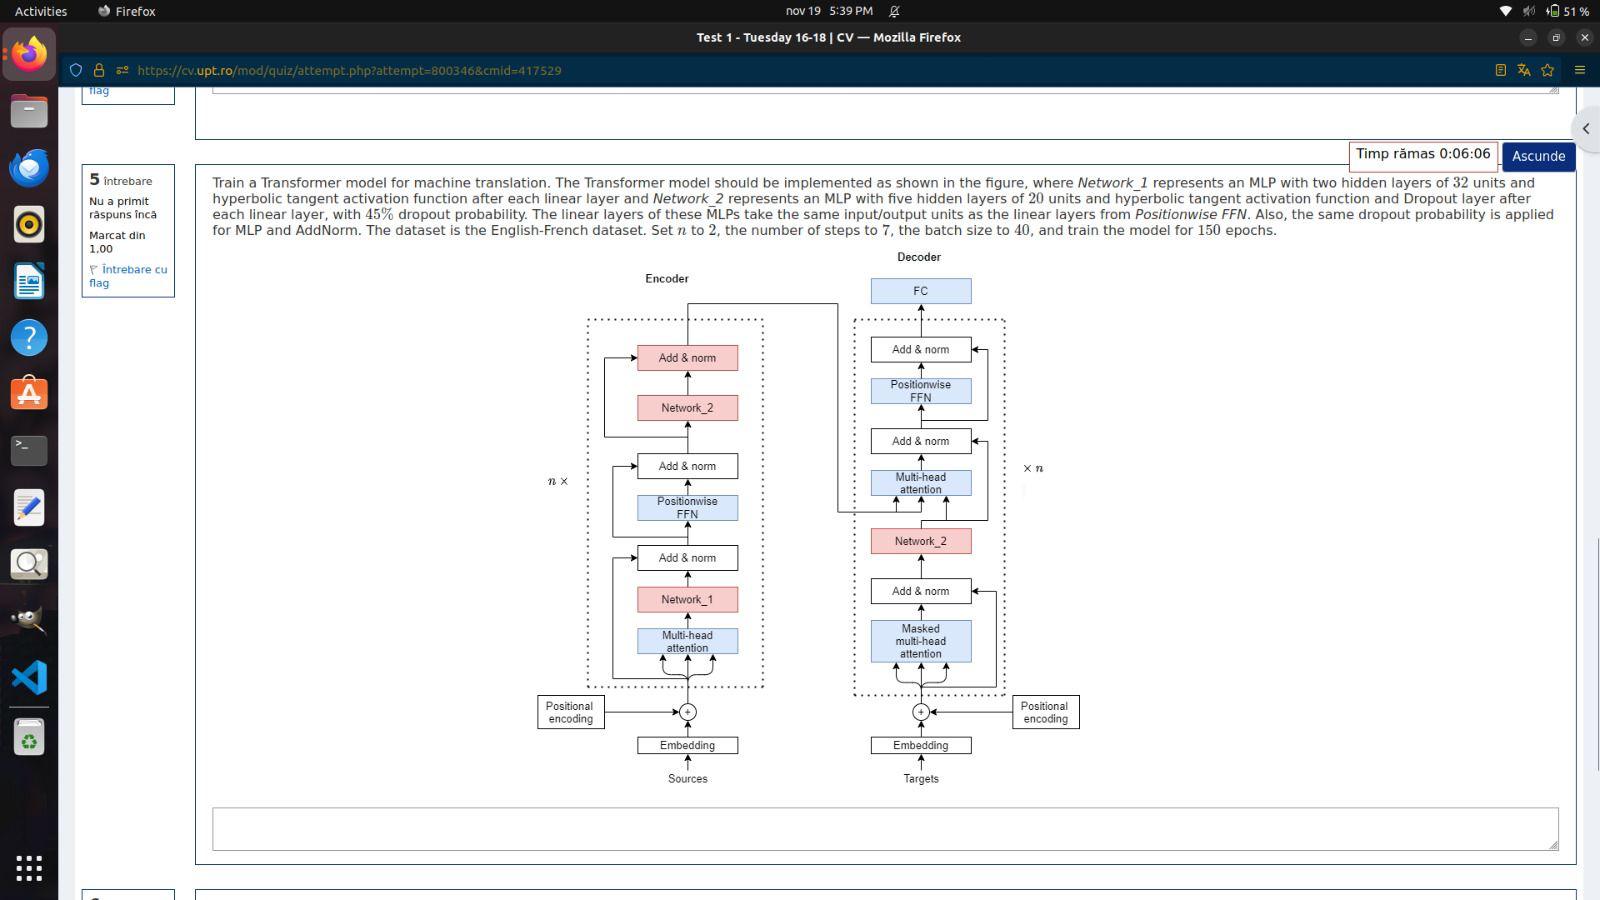 Activities
Firefox
nov 19 5:39 PM
51 %
Test 1 - Tuesday 16-18 | CV — Mozilla Firefox
https://cv.upt.ro/mod/quiz/attempt.php?attempt=800346&cmid=417529
flag
Timp rămas 0:06:06
Ascunde
5 întrebare
Nu a primit
răspuns încă
Marcat din
1,00
Întrebare cu
flag
Train a Transformer model for machine translation. The Transformer model should be implemented as shown in the figure, where Network_1 represents an MLP with two hidden layers of 32 units and
hyperbolic tangent activation function after each linear layer and Network_2 represents an MLP with five hidden layers of 20 units and hyperbolic tangent activation function and Dropout layer after
each linear layer, with 45% dropout probability. The linear layers of these MLPs take the same input/output units as the linear layers from Positionwise FFN. Also, the same dropout probability is applied
for MLP and AddNorm. The dataset is the English-French dataset. Set n to 2, the number of steps to 7, the batch size to 40, and train the model for 150 epochs.
Encoder
Add & norm
Network_2
Add & norm
n ×
Positionwise
FFN
Add & norm
Network_1
Multi-head
attention
Positional
encoding
+
Embedding
Sources
Decoder
FC
Add & norm
Positionwise
FFN
Add & norm
× n
Multi-head
attention
Network_2
Add & norm
Masked
multi-head
attention
+
Positional
encoding
Embedding
Targets